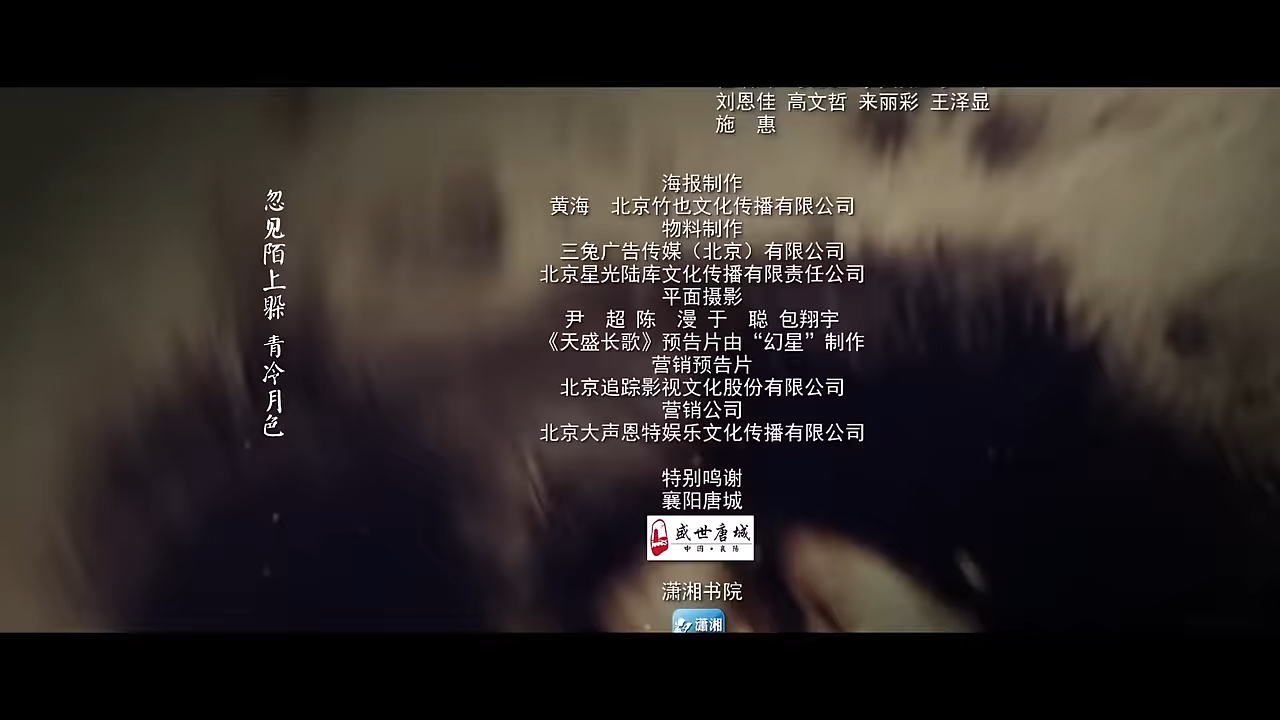 刘恩佳 高文哲 来丽彩 王泽显
施 惠
忽见陌上躲 青冷月色
海报制作
黄海 北京竹也文化传播有限公司
物料制作
三兔广告传媒（北京）有限公司
北京星光陆库文化传播有限责任公司
平面摄影
尹 超 陈 漫 于 聪 包翔宇
《天盛长歌》预告片由“幻星”制作
营销预告片
北京追踪影视文化股份有限公司
营销公司
北京大声恩特娱乐文化传播有限公司
特别鸣谢
襄阳唐城
盛世唐城
中国·襄阳
潇湘书院
潇湘